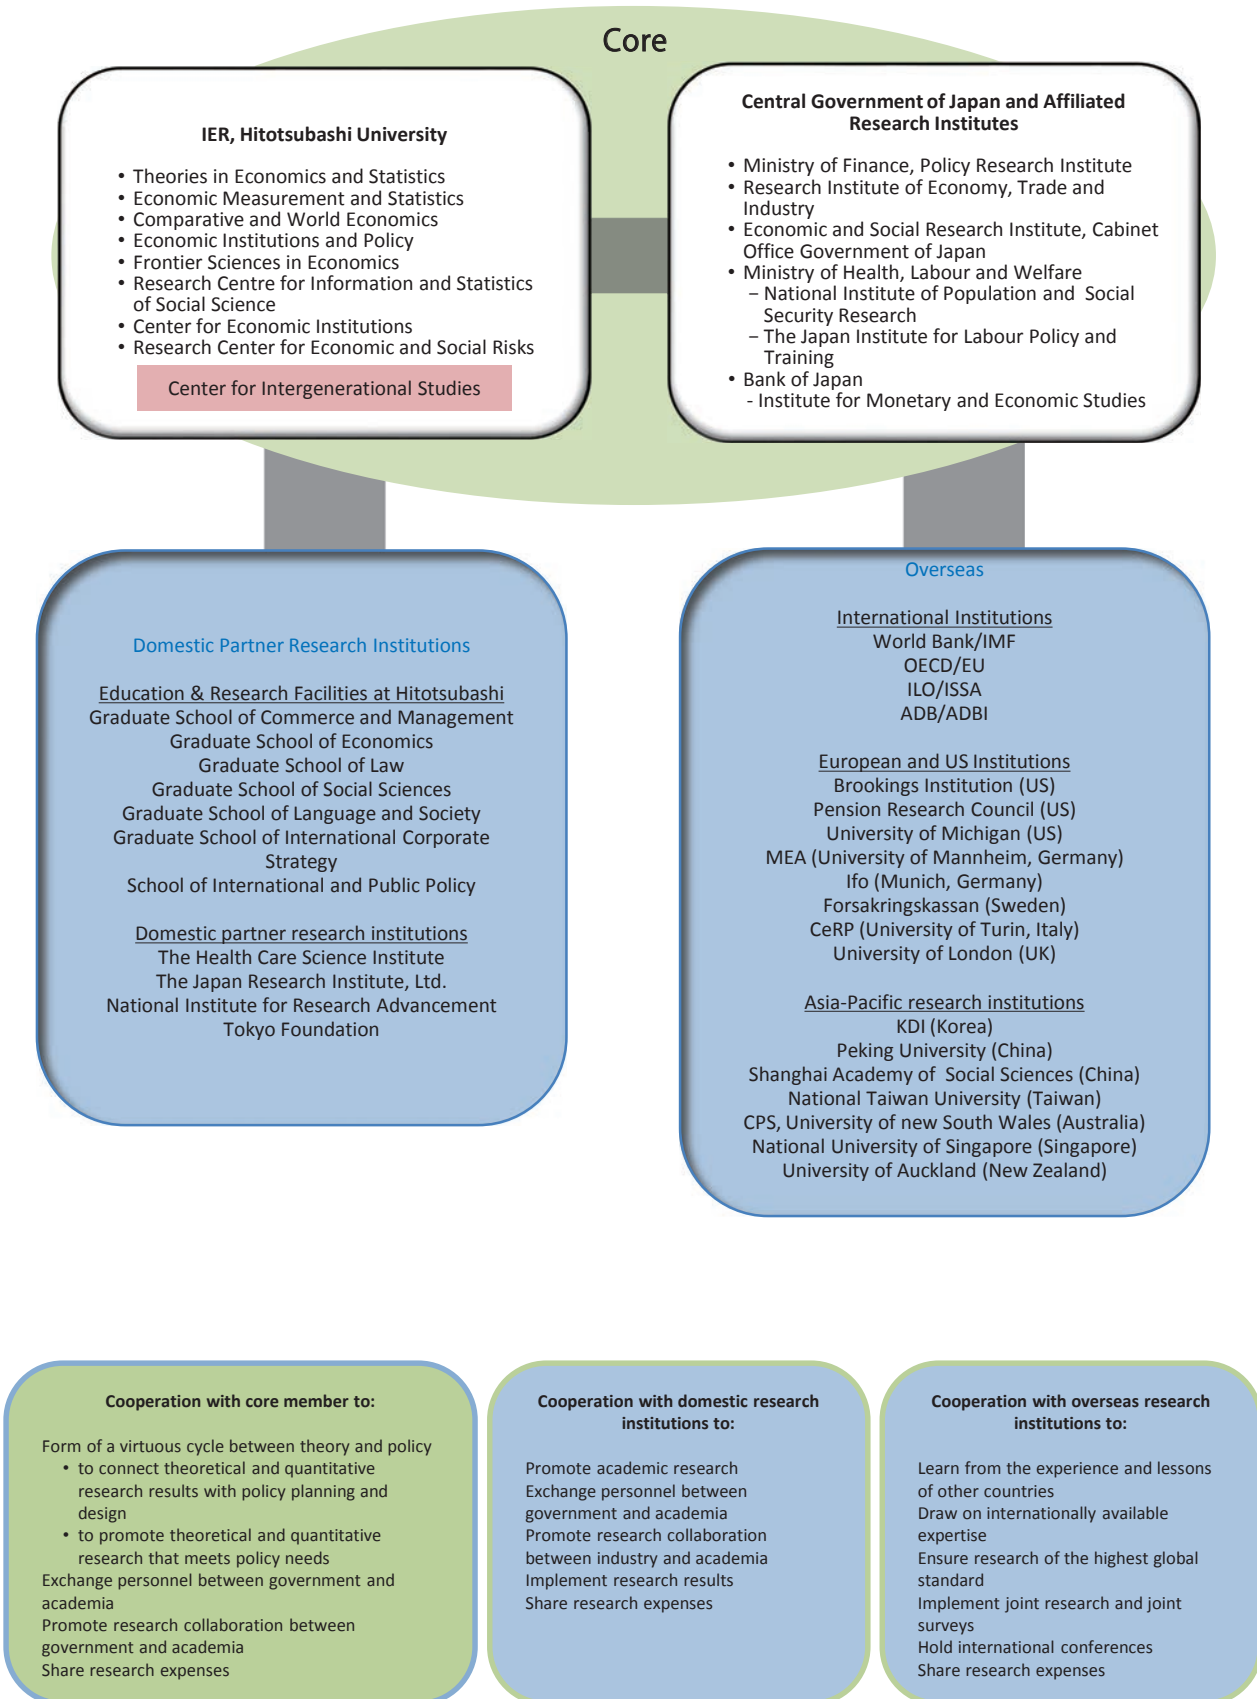 Core
IER, Hitotsubashi University
• Theories in Economics and Statistics
• Economic Measurement and Statistics
• Comparative and World Economics
• Economic Institutions and Policy
• Frontier Sciences in Economics
• Research Centre for Information and Statistics
of Social Science
• Center for Economic Institutions
• Research Center for Economic and Social Risks
Center for Intergenerational Studies
Central Government of Japan and Affiliated
Research Institutes
• Ministry of Finance, Policy Research Institute
• Research Institute of Economy, Trade and
Industry
• Economic and Social Research Institute, Cabinet
Office Government of Japan
• Ministry of Health, Labour and Welfare
– National Institute of Population and Social
Security Research
– The Japan Institute for Labour Policy and
Training
• Bank of Japan
- Institute for Monetary and Economic Studies
Domestic Partner Research Institutions
Education & Research Facilities at Hitotsubashi
Graduate School of Commerce and Management
Graduate School of Economics
Graduate School of Law
Graduate School of Social Sciences
Graduate School of Language and Society
Graduate School of International Corporate
Strategy
School of International and Public Policy
Domestic partner research institutions
The Health Care Science Institute
The Japan Research Institute, Ltd.
National Institute for Research Advancement
Tokyo Foundation
Overseas
International Institutions
World Bank/IMF
OECD/EU
ILO/ISSA
ADB/ADBI
European and US Institutions
Brookings Institution (US)
Pension Research Council (US)
University of Michigan (US)
MEA (University of Mannheim, Germany)
Ifo (Munich, Germany)
Forsakringskassan (Sweden)
CeRP (University of Turin, Italy)
University of London (UK)
Asia-Pacific research institutions
KDI (Korea)
Peking University (China)
Shanghai Academy of Social Sciences (China)
National Taiwan University (Taiwan)
CPS, University of new South Wales (Australia)
National University of Singapore (Singapore)
University of Auckland (New Zealand)
Cooperation with core member to:
Form of a virtuous cycle between theory and policy
• to connect theoretical and quantitative
research results with policy planning and
design
• to promote theoretical and quantitative
research that meets policy needs
Exchange personnel between government and
academia
Promote research collaboration between
government and academia
Share research expenses
Cooperation with domestic research
institutions to:
Promote academic research
Exchange personnel between
government and academia
Promote research collaboration
between industry and academia
Implement research results
Share research expenses
Cooperation with overseas research
institutions to:
Learn from the experience and lessons
of other countries
Draw on internationally available
expertise
Ensure research of the highest global
standard
Implement joint research and joint
surveys
Hold international conferences
Share research expenses